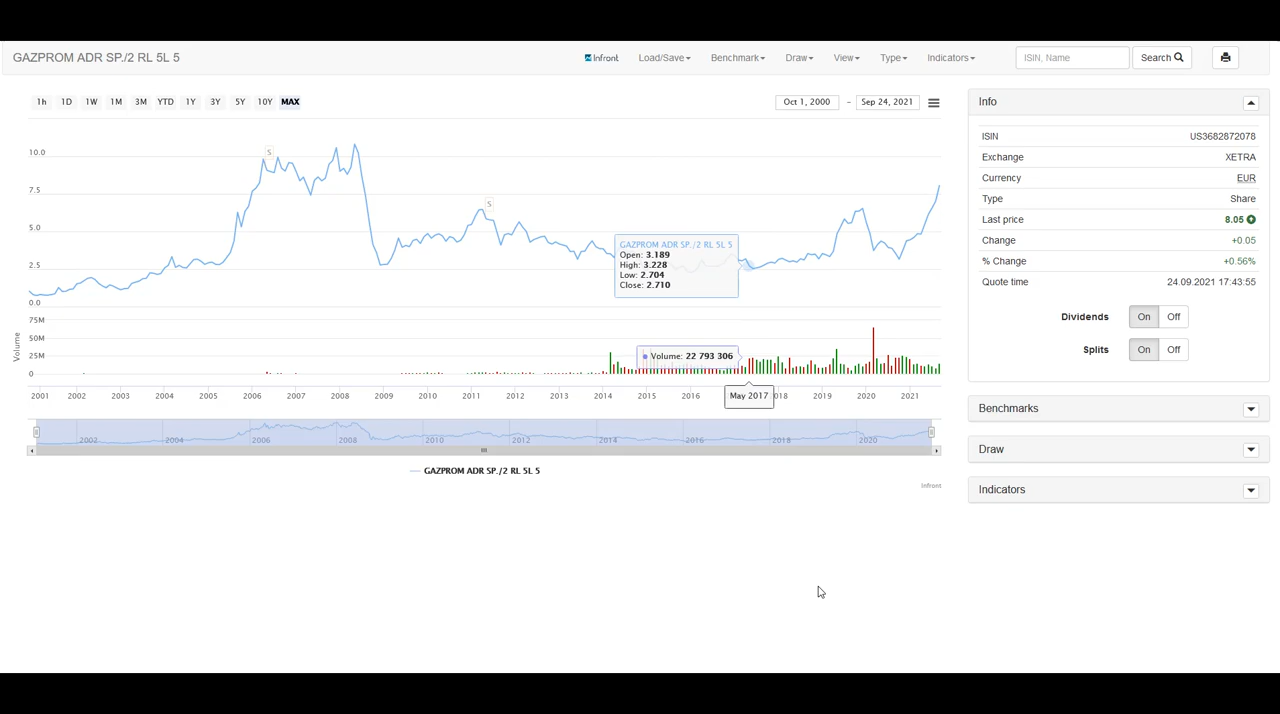 GAZPROM ADR SP./2 RL 5L 5
Infront
Load/Save
Benchmark
Draw
View
Type
Indicators
ISIN, Name
Search
1h 1D 1W 1M 3M YTD 1Y 3Y 5Y 10Y MAX
Oct 1, 2000 - Sep 24, 2021
10.0
7.5
5.0
2.5
0.0
S
S
GAZPROM ADR SP./2 RL 5L 5
Open: 3.189
High: 3.228
Low: 2.704
Close: 2.710
Volume
75M
50M
25M
0
Volume: 22 793 306
2001 2002 2003 2004 2005 2006 2007 2008 2009 2010 2011 2012 2013 2014 2015 2016 May 2017 018 2019 2020 2021
2002 2004 2006 2008 2010 2012 2014 2016 2018 2020
GAZPROM ADR SP./2 RL 5L 5
Infront
Info
ISIN US3682872078
Exchange XETRA
Currency EUR
Type Share
Last price 8.05
Change +0.05
% Change +0.56%
Quote time 24.09.2021 17:43:55
Dividends On Off
Splits On Off
Benchmarks
Draw
Indicators